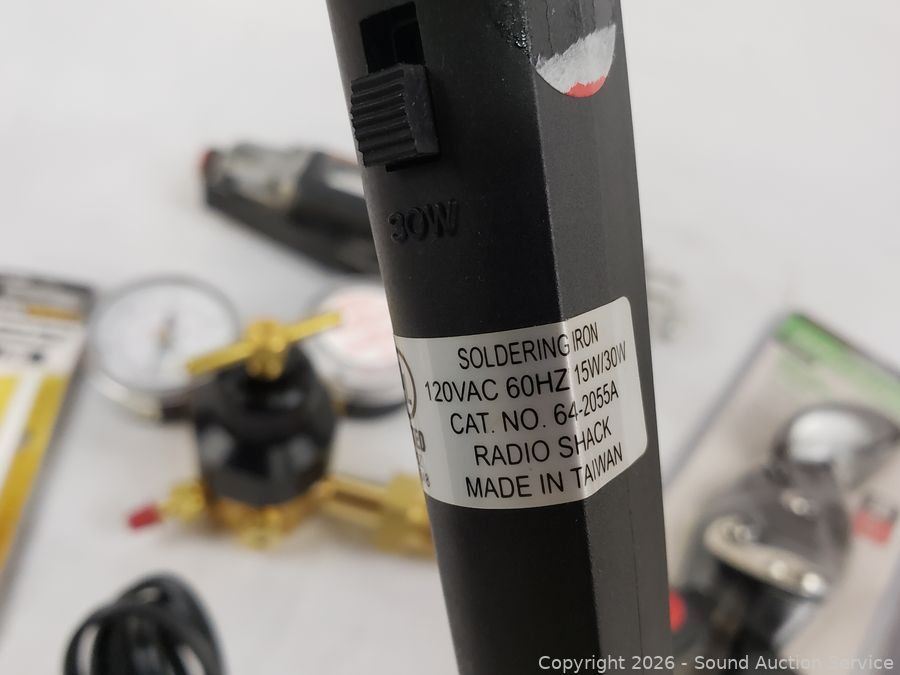 30W
SOLDERING IRON
120VAC 60HZ 15W/30W
CAT. NO. 64-2055A
RADIO SHACK
MADE IN TAIWAN
Copyright 2026 - Sound Auction Service